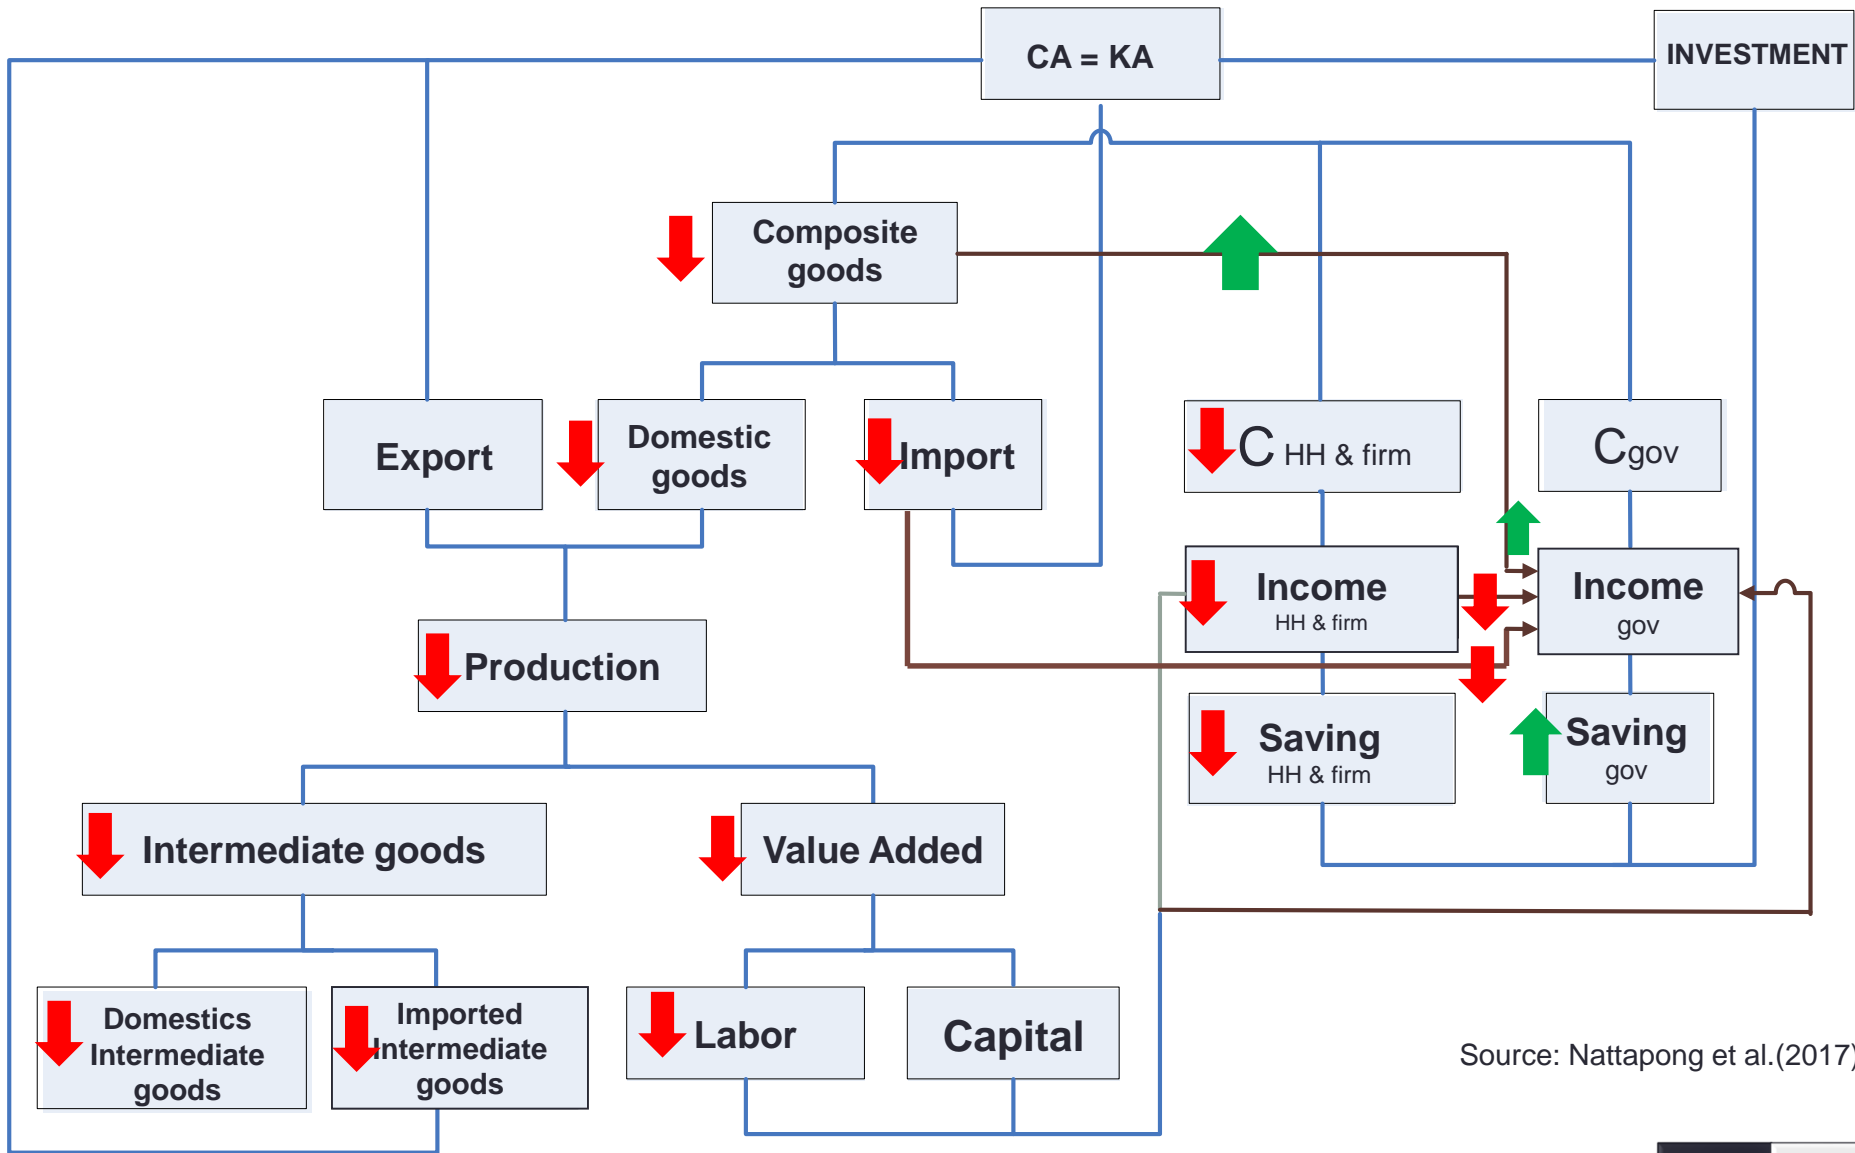 CA = KA
INVESTMENT
Composite
goods
Export
Domestic
goods
Import
C HH & firm
Cgov
Income
HH & firm
Income
gov
Production
Saving
HH & firm
Saving
gov
Intermediate goods
Value Added
Domestics
Intermediate
goods
Imported
Intermediate
goods
Labor
Capital
Source: Nattapong et al.(2017)